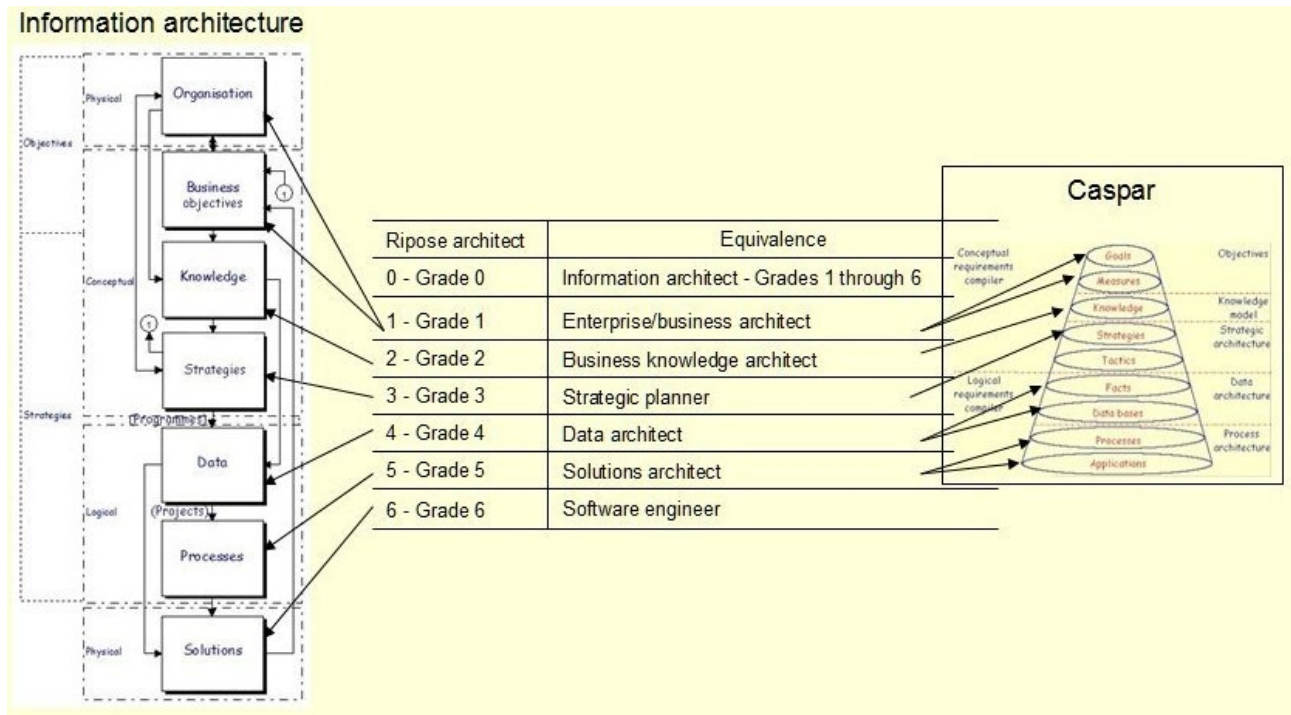 Information architecture
Physical
Organisation
Objectives
Business
objectives
1
Conceptual
Knowledge
1
Strategies
Strategies
(Programmes)
Data
Logical
(Projects)
Processes
Physical
Solutions
Ripose architect
Equivalence
0 - Grade 0
Information architect - Grades 1 through 6
1 - Grade 1
Enterprise/business architect
2 - Grade 2
Business knowledge architect
3 - Grade 3
Strategic planner
4 - Grade 4
Data architect
5 - Grade 5
Solutions architect
6 - Grade 6
Software engineer
Caspar
Conceptual
requirements
compiler
Goals
Objectives
Measures
Knowledge
Knowledge
model
Strategies
Strategic
architecture
Tactics
Logical
requirements
compiler
Facts
Data
architecture
Data bases
Processes
Process
architecture
Applications